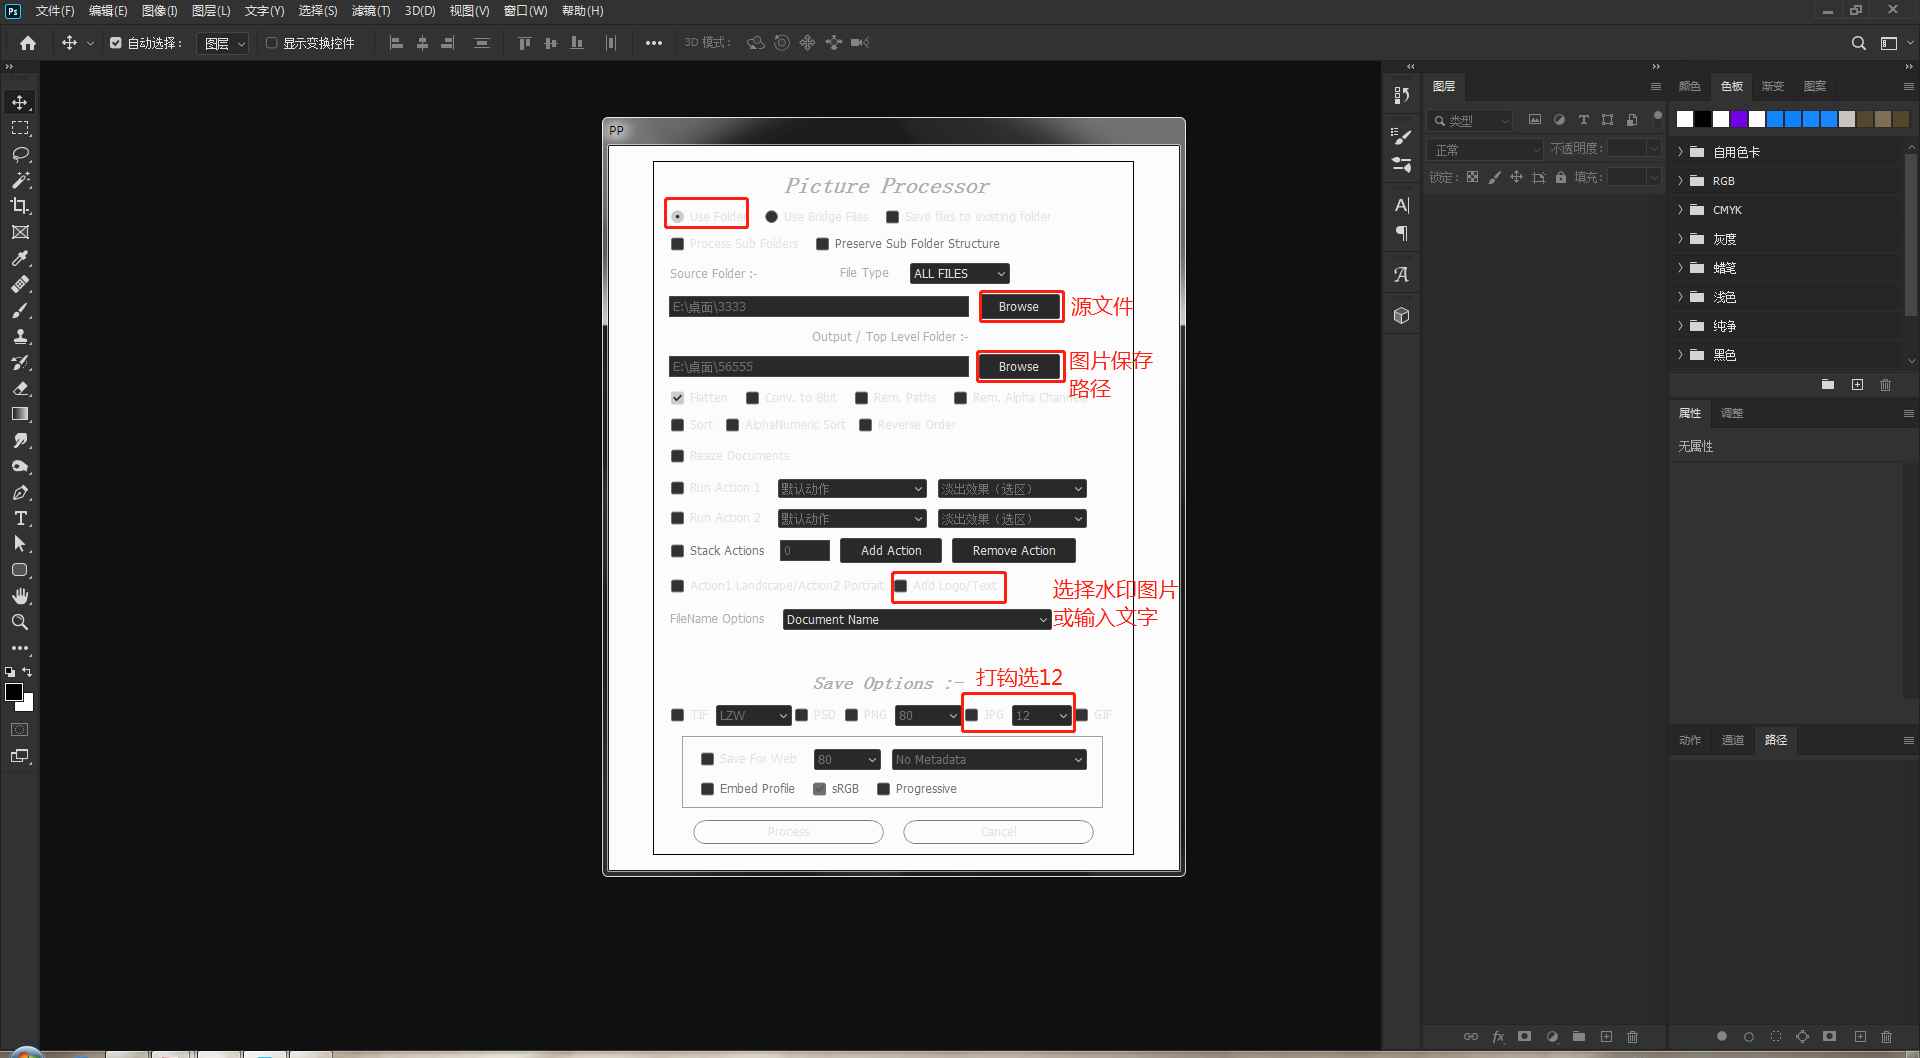 Ps 文件(F) 编辑(E) 图像(I) 图层(L) 文字(Y) 选择(S) 滤镜(T) 3D(D) 视图(V) 窗口(W) 帮助(H)
自动选择： 图层 显示变换控件 3D 模式：
图层
类型
正常 不透明度：
锁定： 填充：
颜色 色板 渐变 图案
自用色卡
RGB
CMYK
灰度
蜡笔
浅色
纯净
黑色
属性 调整
无属性
动作 通道 路径
PP
Picture Processor
Use Folder Use Bridge Files Save files to existing folder
Process Sub Folders Preserve Sub Folder Structure
Source Folder :- File Type ALL FILES
E:\桌面\3333 Browse 源文件
Output / Top Level Folder :-
E:\桌面\56555 Browse 图片保存
路径
Flatten Conv. to 8bit Rem. Paths Rem. Alpha Channels
Sort AlphaNumeric Sort Reverse Order
Resize Documents
Run Action 1 默认动作 淡出效果（选区）
Run Action 2 默认动作 淡出效果（选区）
Stack Actions 0 Add Action Remove Action
Action1 Landscape/Action2 Portrait Add Logo/Text 选择水印图片
或输入文字
FileName Options Document Name
打钩选12
Save Options :-
TIF LZW PSD PNG 80 JPG 12 GIF
Save For Web 80 No Metadata
Embed Profile sRGB Progressive
Process Cancel